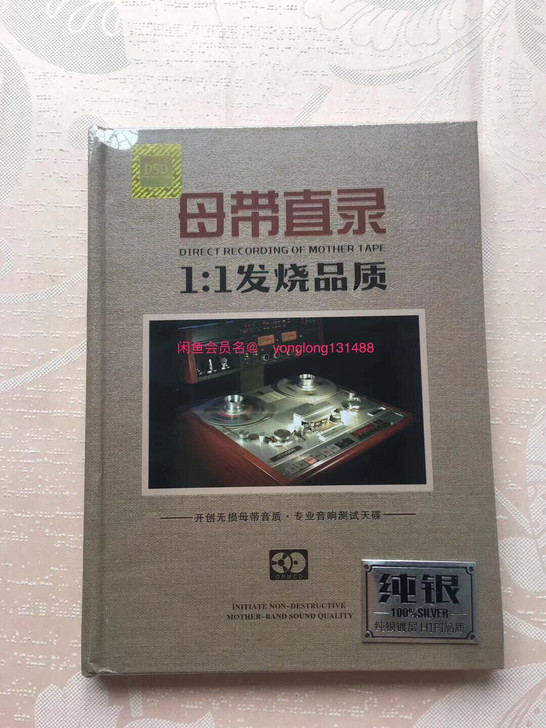 DSD
母带直录
DIRECT RECORDING OF MOTHER TAPE
1:1发烧品质
闲鱼会员名@：yonglong131488
开创无损母带音质·专业音响测试天碟
DRMCD
纯银
100%SILVER
纯银镀层 HIFI品质
INITIATE NON-DESTRUCTIVE
MOTHER-BAND SOUND QUALITY